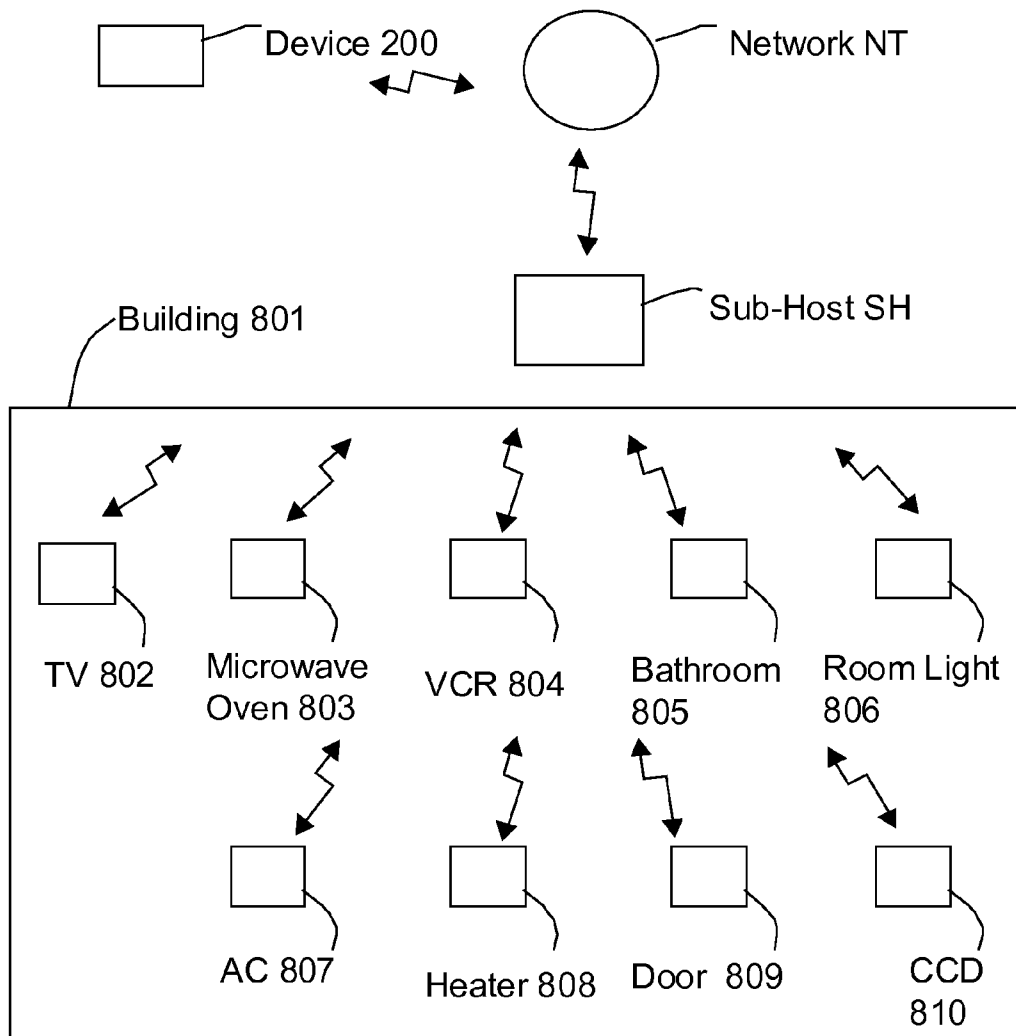 Device 200
Network NT
Sub-Host SH
Building 801
TV 802
Microwave
Oven 803
VCR 804
Bathroom
805
Room Light
806
AC 807
Heater 808
Door 809
CCD
810